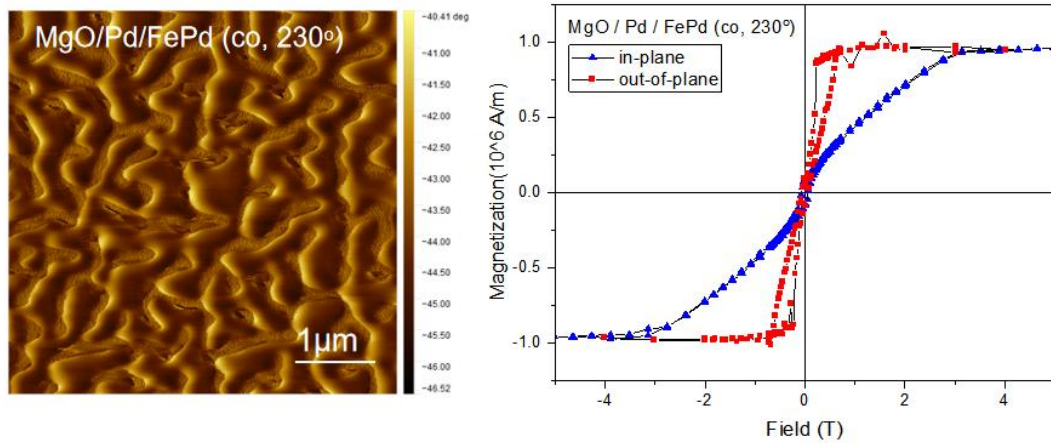 MgO/Pd/FePd (co, 230º)
1µm
-40.41 deg
-41.00
-41.50
-42.00
-42.50
-43.00
-43.50
-44.00
-44.50
-45.00
-45.50
-46.00
-46.52
MgO / Pd / FePd (co, 230º)
in-plane
out-of-plane
Magnetization(10^6 A/m)
1.0
0.5
0.0
-0.5
-1.0
-4 -2 0 2 4
Field (T)